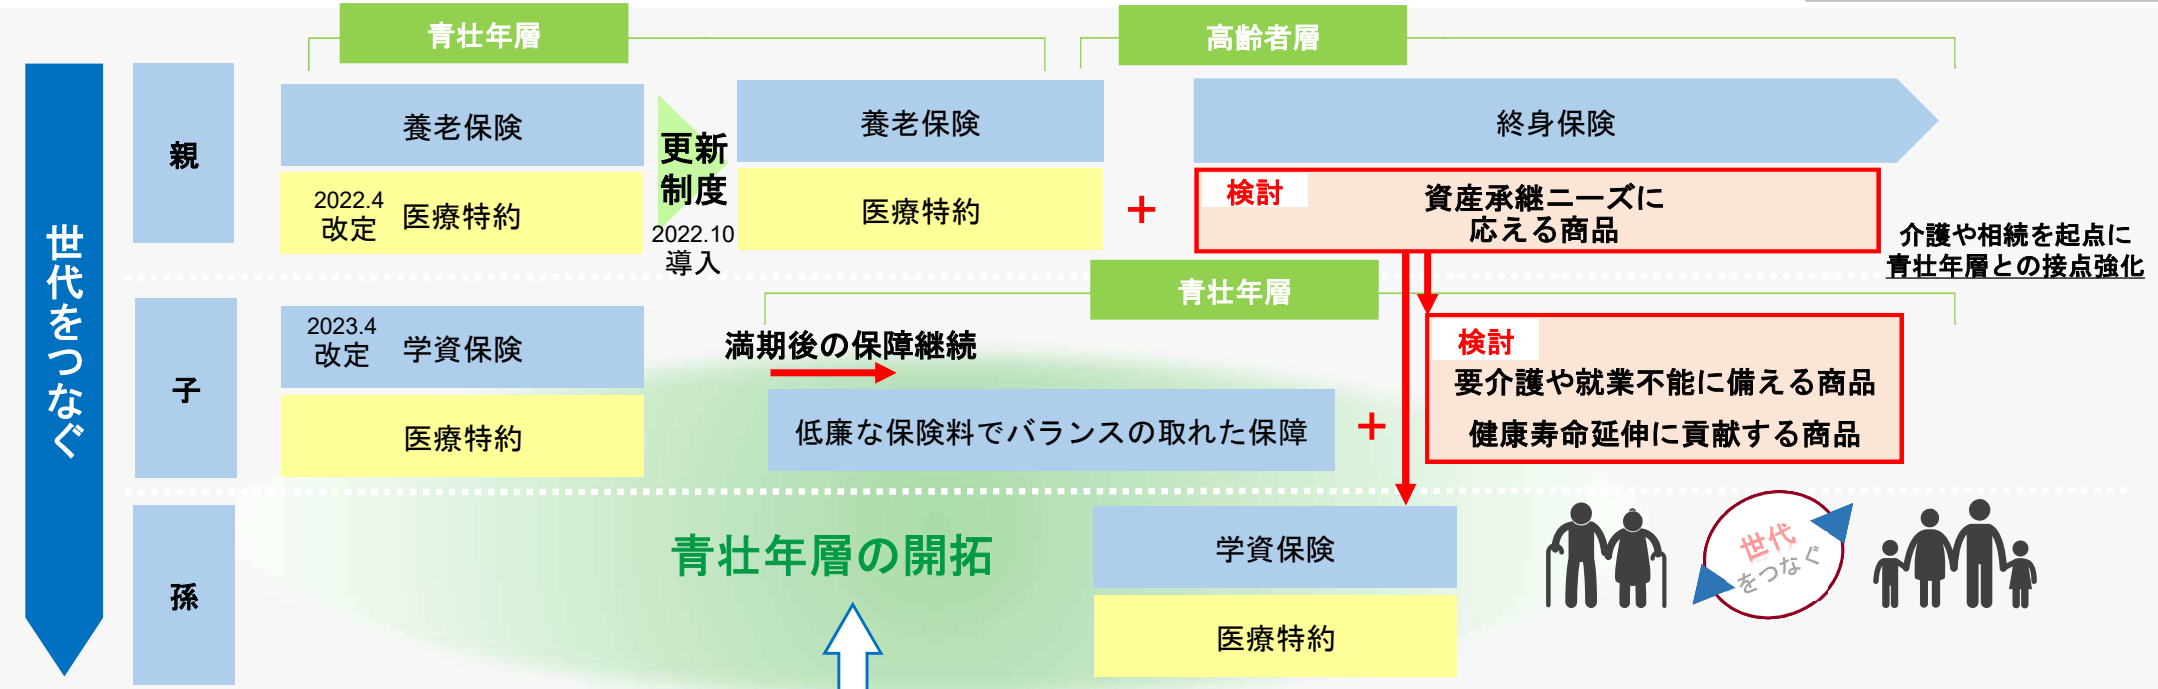 青壮年層
高齢者層
世代をつなぐ
親
養老保険
2022.4
改定
医療特約
更新
制度
2022.10
導入
養老保険
医療特約
+
終身保険
検討
資産承継ニーズに
応える商品
介護や相続を起点に
青壮年層との接点強化
青壮年層
子
2023.4
改定
学資保険
医療特約
満期後の保障継続
低廉な保険料でバランスの取れた保障
+
検討
要介護や就業不能に備える商品
健康寿命延伸に貢献する商品
孫
青壮年層の開拓
学資保険
医療特約
世代
をつなぐ